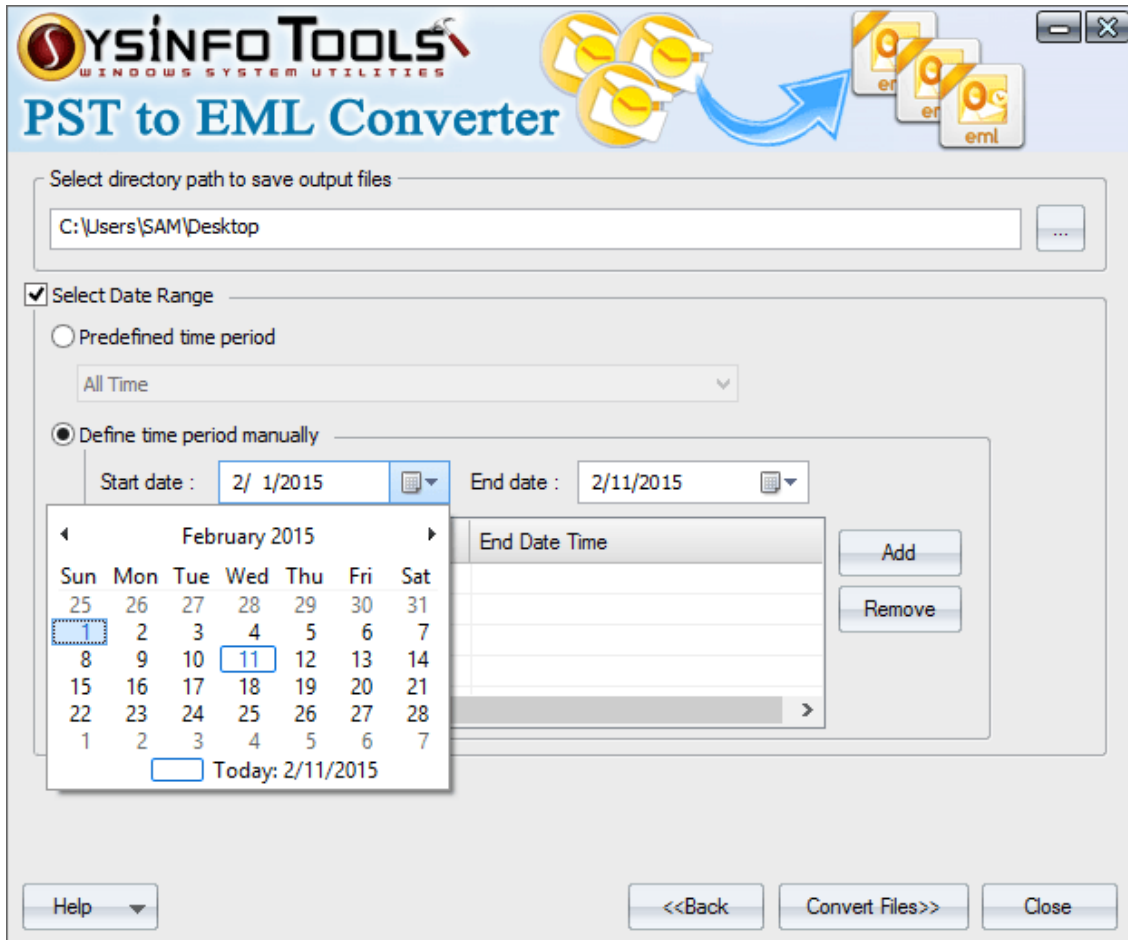 SYSINFO TOOLS
WINDOWS SYSTEM UTILITIES
PST to EML Converter
eml
Select directory path to save output files
C:\Users\SAM\Desktop
...
Select Date Range
Predefined time period
All Time
Define time period manually
Start date : 2/ 1/2015 End date : 2/11/2015
February 2015
Sun Mon Tue Wed Thu Fri Sat
25 26 27 28 29 30 31
1 2 3 4 5 6 7
8 9 10 11 12 13 14
15 16 17 18 19 20 21
22 23 24 25 26 27 28
1 2 3 4 5 6 7
Today: 2/11/2015
End Date Time
Add
Remove
Help <<Back Convert Files>> Close